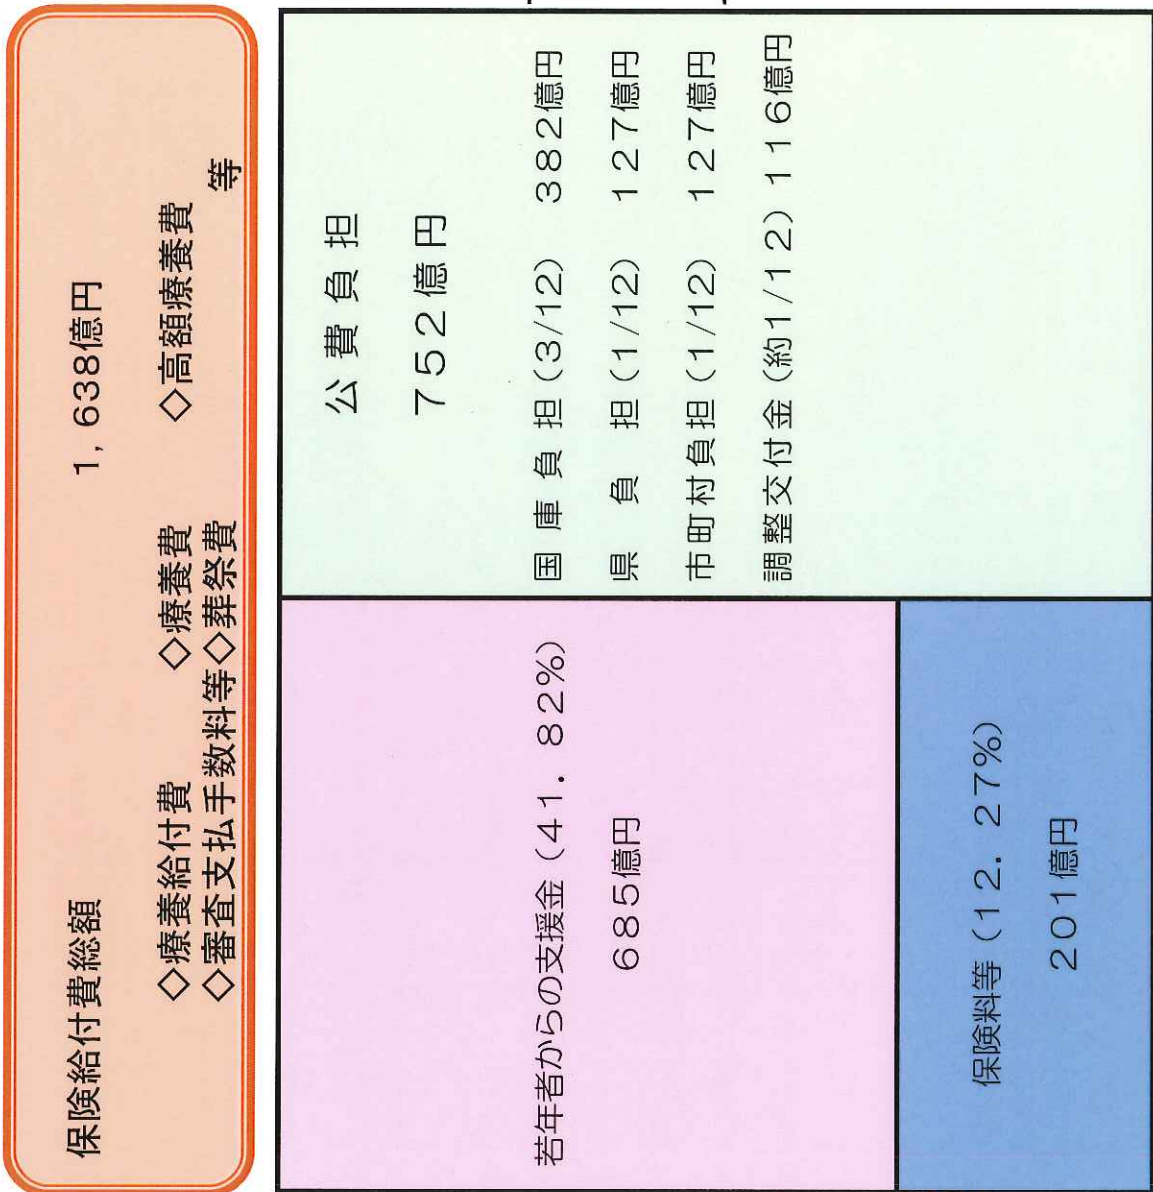 保険給付費総額 1,638億円
◇療養給付費 ◇療養費 ◇高額療養費
◇審査支払手数料等◇葬祭費 等
公費負担
752億円
国庫負担(3/12) 382億円
県負担(1/12) 127億円
市町村負担(1/12) 127億円
調整交付金(約1/12)116億円
若年者からの支援金(41.82%)
685億円
保険料等(12.27%)
201億円